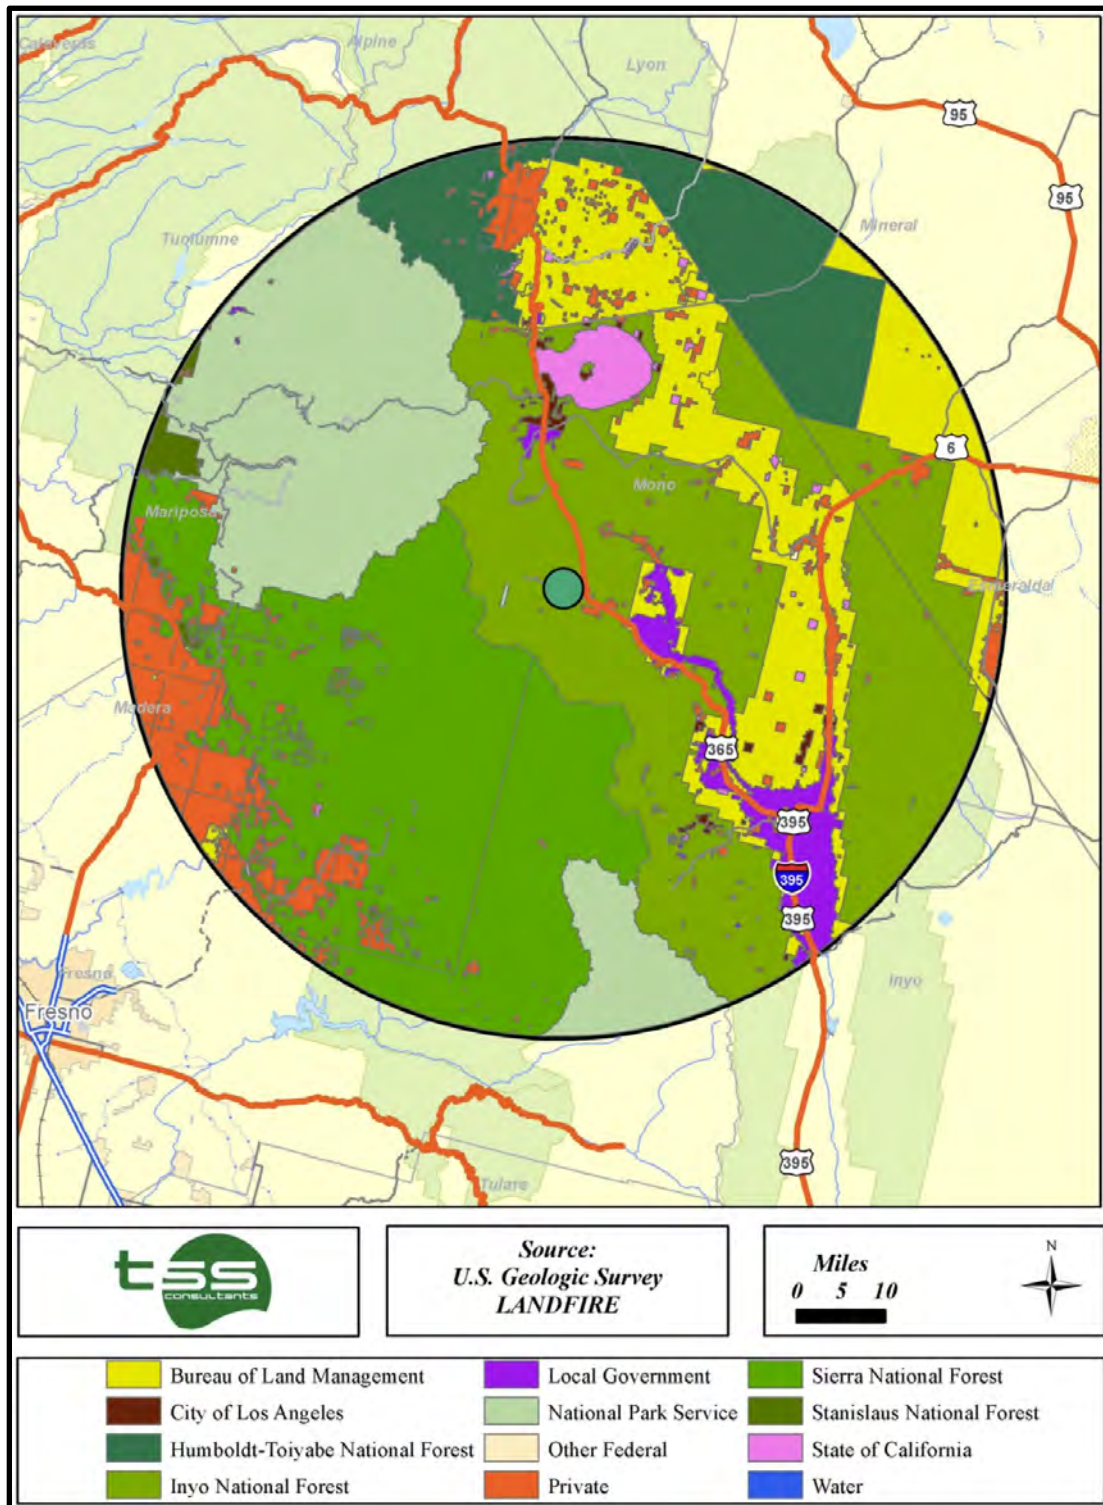 Calaveras
Alpine
Lyon
95
95
Mineral
Tuolumne
6
Mono
Mariposa
Esmeralda
Madera
365
395
395
395
Inyo
Fresno
Fresno
395
Tulare
tss
CONSULTANTS
Source:
U.S. Geologic Survey
LANDFIRE
Miles
0 5 10
N
Bureau of Land Management
Local Government
Sierra National Forest
City of Los Angeles
National Park Service
Stanislaus National Forest
Humboldt-Toiyabe National Forest
Other Federal
State of California
Inyo National Forest
Private
Water